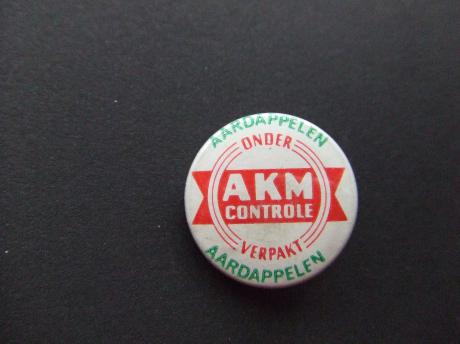 AARDAPPELEN
ONDER
AKM
CONTROLE
VERPAKT
AARDAPPELEN